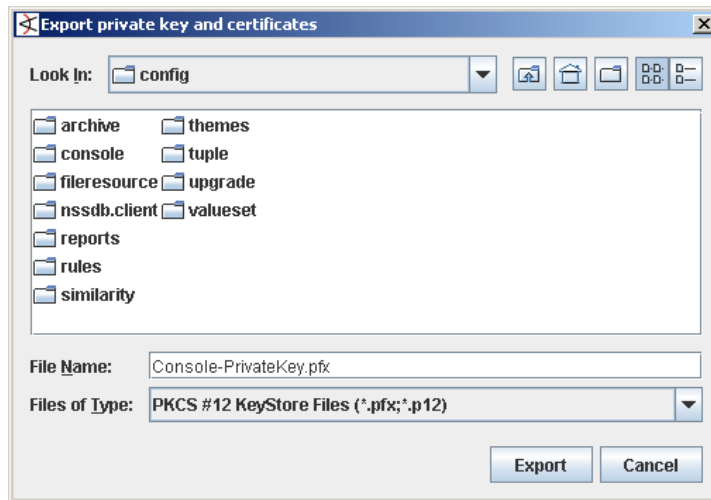 Export private key and certificates
Look In: config
archive themes
console tuple
fileresource upgrade
nssdb.client valueset
reports
rules
similarity
File Name: Console-PrivateKey.pfx
Files of Type: PKCS #12 KeyStore Files (*.pfx;*.p12)
Export Cancel